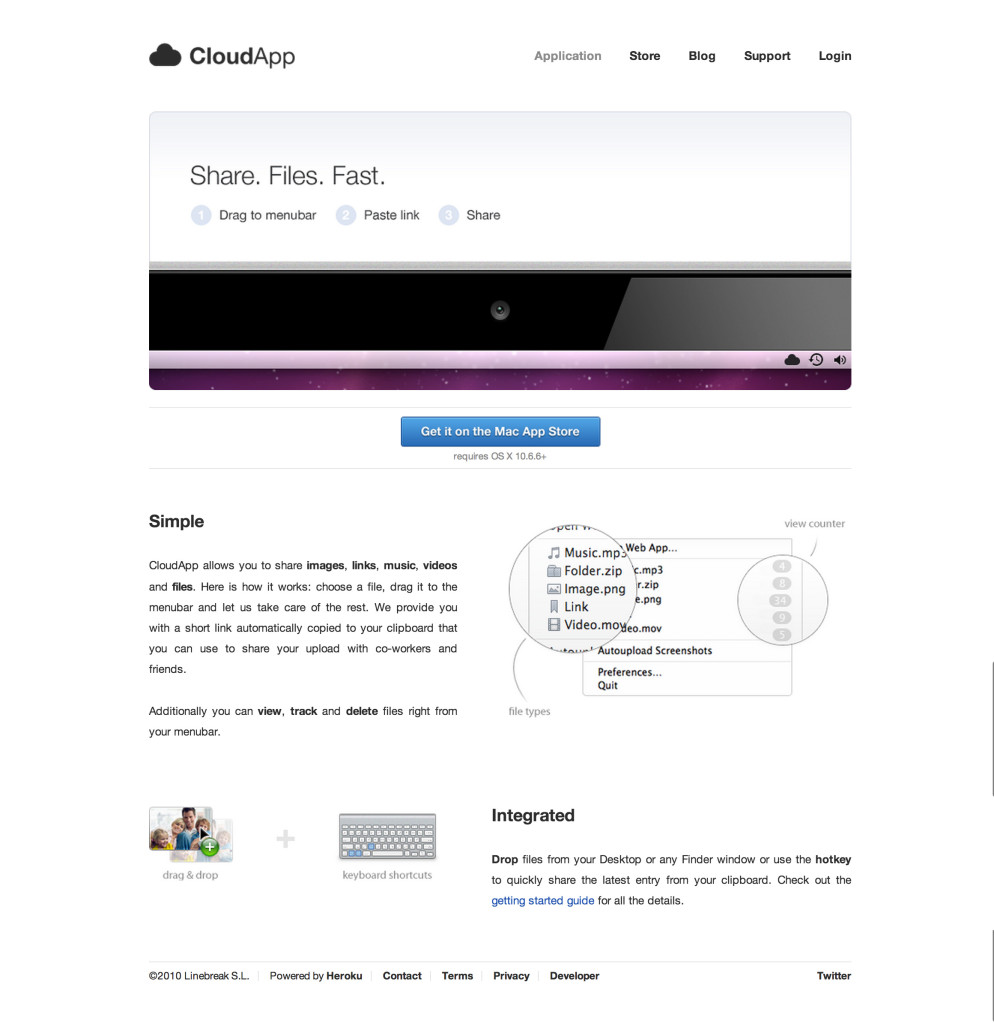 CloudApp
Application Store Blog Support Login
Share. Files. Fast.
1 Drag to menubar 2 Paste link 3 Share
Get it on the Mac App Store
requires OS X 10.6.6+
Simple
CloudApp allows you to share images, links, music, videos
and files. Here is how it works: choose a file, drag it to the
menubar and let us take care of the rest. We provide you
with a short link automatically copied to your clipboard that
you can use to share your upload with co-workers and
friends.
Additionally you can view, track and delete files right from
your menubar.
view counter
Web App...
Music.mp3
Folder.zip
Image.png
Link
Video.mov
c.mp3
r.zip
e.png
deo.mov
4
8
34
9
5
Autoupload Screenshots
Preferences...
Quit
file types
drag & drop
+
keyboard shortcuts
Integrated
Drop files from your Desktop or any Finder window or use the hotkey
to quickly share the latest entry from your clipboard. Check out the
getting started guide for all the details.
©2010 Linebreak S.L. Powered by Heroku Contact Terms Privacy Developer Twitter